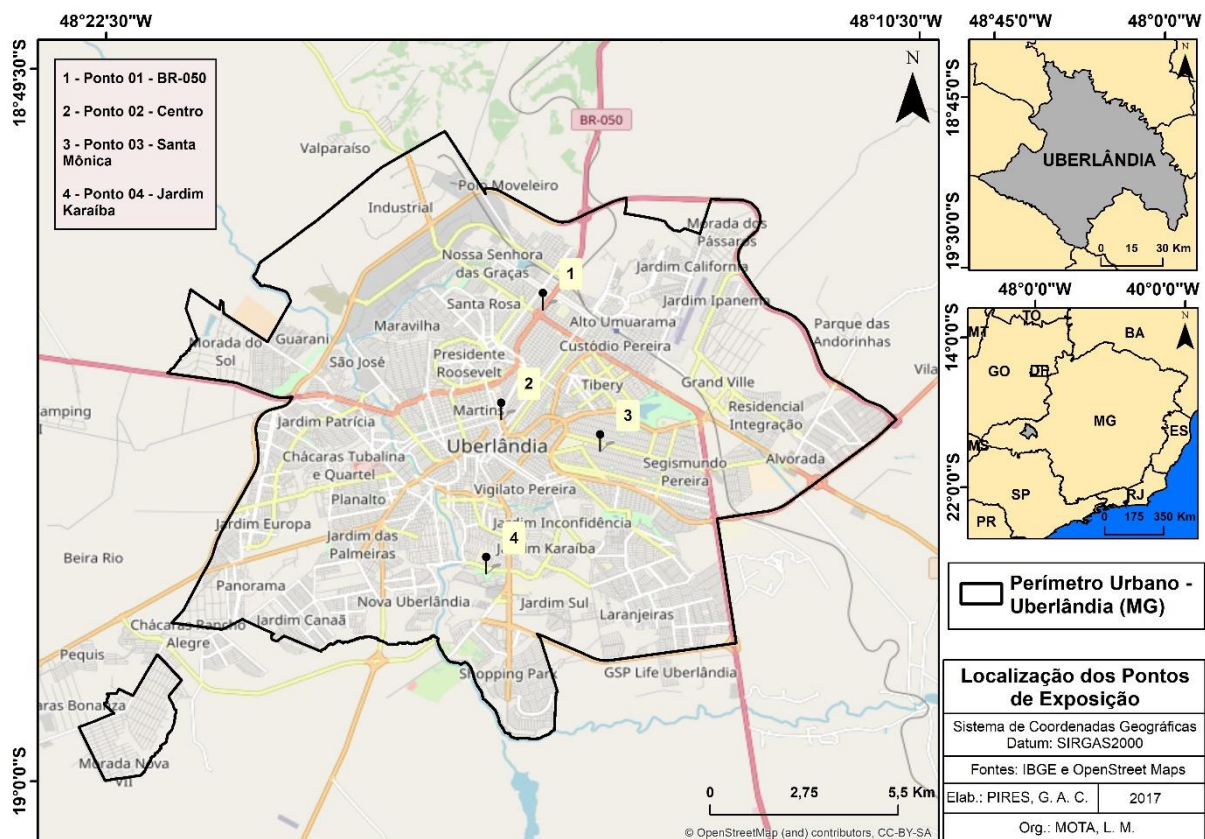 48°22'30"W
48°10'30"W
18°49'30"S
19°0'0"S
1 - Ponto 01 - BR-050
2 - Ponto 02 - Centro
3 - Ponto 03 - Santa
Mônica
4 - Ponto 04 - Jardim
Karaíba
N
BR-050
Valparaíso
Polo Moveleiro
Industrial
Morada dos
Pássaros
Nossa Senhora
das Graças
1
Jardim California
Santa Rosa
Jardim Ipanema
Maravilha
Alto Umuarama
Parque das
Andorinhas
Morada do
Sol
Guarani
São José
Custódio Pereira
Presidente
Roosevelt
Tibery
Grand Ville
Vila
2
Martins
3
Residencial
Integração
amping
Jardim Patrícia
Uberlândia
Chácaras Tubalina
e Quartel
Segismundo
Pereira
Alvorada
Planalto
Vigilato Pereira
Jardim Europa
Jardim Inconfidência
Jardim das
Palmeiras
4
Jardim Karaíba
Beira Rio
Panorama
Nova Uberlândia
Jardim Sul
Laranjeiras
Chácaras Rancho
Alegre
Jardim Canaã
Pequis
Shopping Park
GSP Life Uberlândia
aras Bonanza
Morada Nova
VII
0 2,75 5,5 Km
© OpenStreetMap (and) contributors, CC-BY-SA
48°45'0"W
48°0'0"W
18°45'0"S
19°30'0"S
N
UBERLÂNDIA
0 15 30 Km
48°0'0"W
40°0'0"W
14°0'0"S
22°0'0"S
N
MT
TO
BA
GO
DF
MG
ES
MS
SP
RJ
PR
0 175 350 Km
Perímetro Urbano -
Uberlândia (MG)
Localização dos Pontos
de Exposição
Sistema de Coordenadas Geográficas
Datum: SIRGAS2000
Fontes: IBGE e OpenStreet Maps
Elab.: PIRES, G. A. C. 2017
Org.: MOTA, L. M.